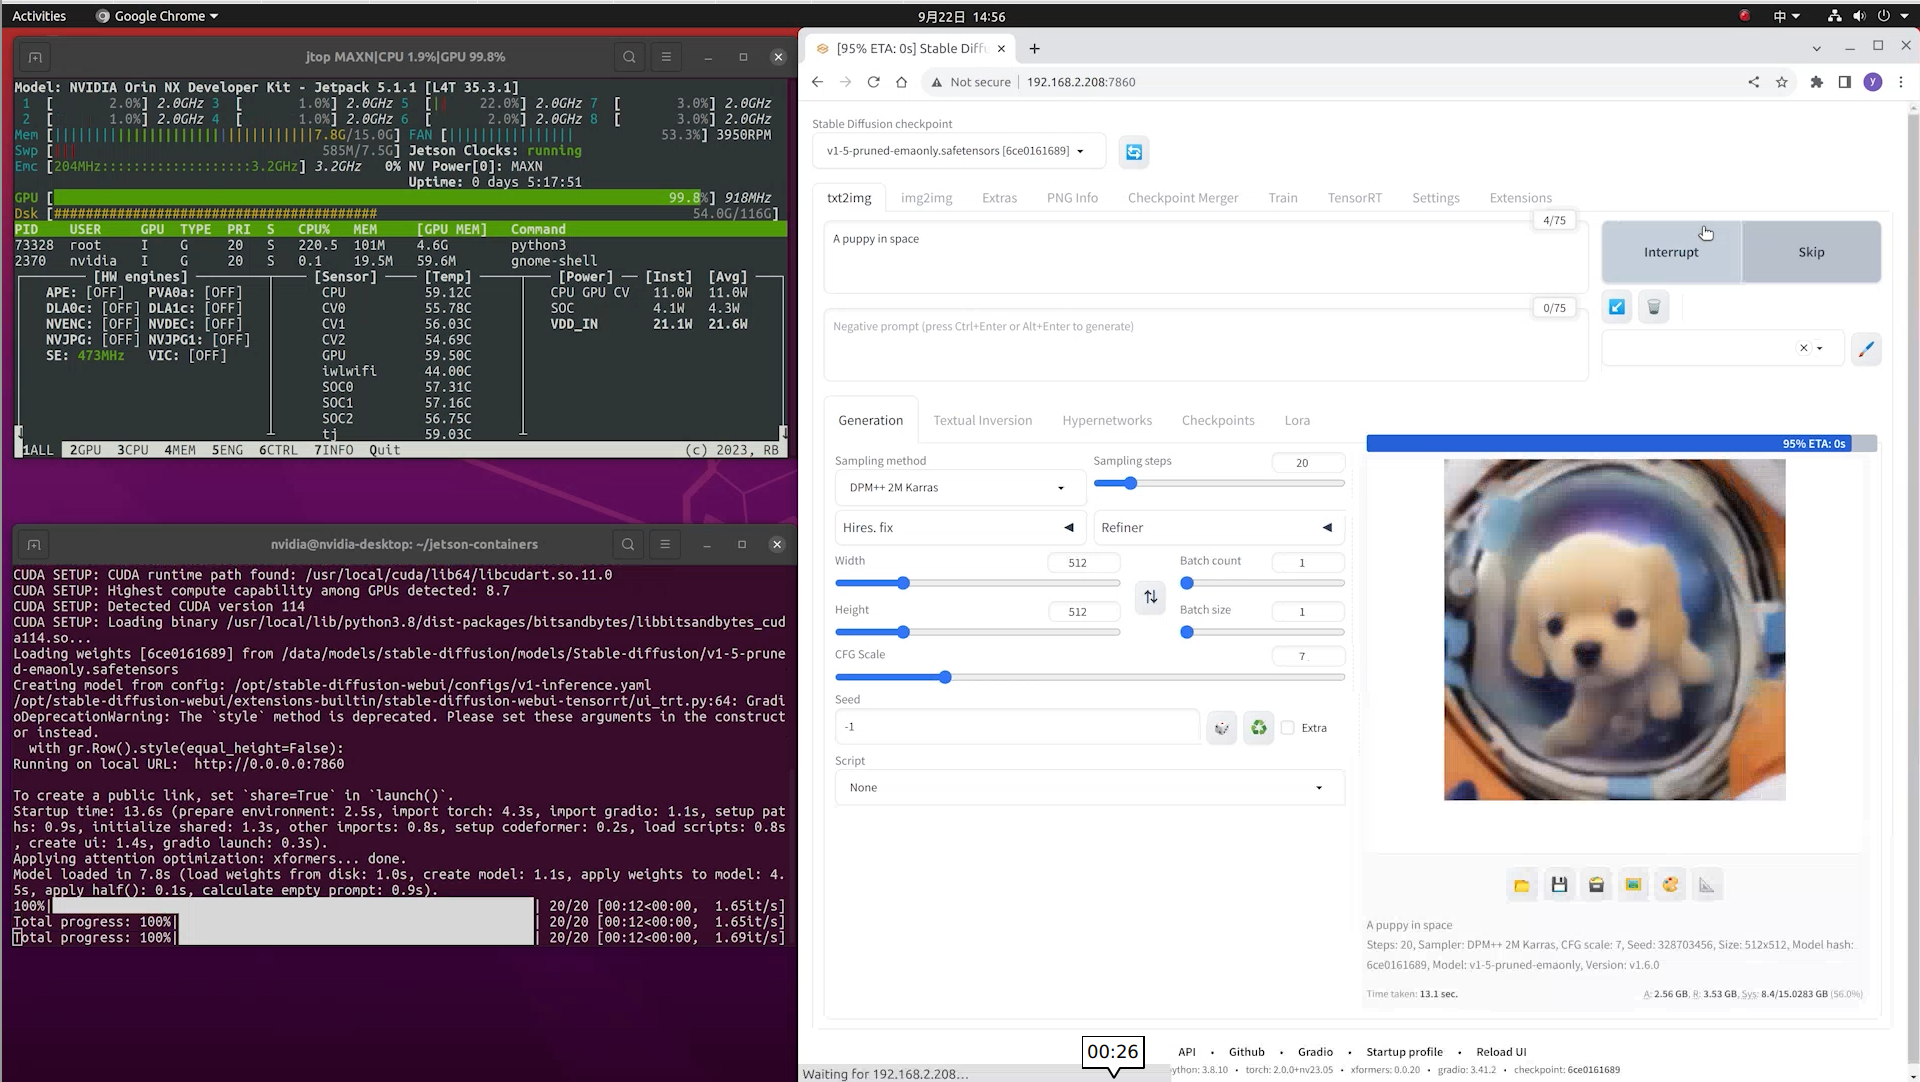 Activities
Google Chrome
9月22日 14:56
中
jtop MAXN|CPU 1.9%|GPU 99.8%
Model: NVIDIA Orin NX Developer Kit - Jetpack 5.1.1 [L4T 35.3.1]
1 [ 2.0%] 2.0GHz 3 [ 1.0%] 2.0GHz 5 [|| 22.0%] 2.0GHz 7 [ 3.0%] 2.0GHz
2 [ 1.0%] 2.0GHz 4 [ 1.0%] 2.0GHz 6 [ 2.0%] 2.0GHz 8 [ 3.0%] 2.0GHz
Mem [7.8G/15.0G] FAN [ 53.3%] 3950RPM
Swp [ 585M/7.5G] Jetson Clocks: running
Emc [204MHz:::::::::::::::::::3.2GHz] 3.2GHz 0% NV Power[0]: MAXN
Uptime: 0 days 5:17:51
GPU [ 99.8%] 918MHz
Dsk [######################################### 54.0G/116G]
PID USER GPU TYPE PRI S CPU% MEM [GPU MEM] Command
73328 root I G 20 S 220.5 101M 4.6G python3
2370 nvidia I G 20 S 0.1 19.5M 59.6M gnome-shell
[HW engines] [Sensor] [Temp] [Power] [Inst] [Avg]
APE: [OFF] PVA0a: [OFF] CPU 59.12C CPU GPU CV 11.0W 11.0W
DLA0c: [OFF] DLA1c: [OFF] CV0 55.78C SOC 4.1W 4.3W
NVENC: [OFF] NVDEC: [OFF] CV1 56.03C VDD_IN 21.1W 21.6W
NVJPG: [OFF] NVJPG1: [OFF] CV2 54.69C
SE: 473MHz VIC: [OFF] GPU 59.50C
iwlwifi 44.00C
SOC0 57.31C
SOC1 57.16C
SOC2 56.75C
tj 59.03C
1ALL 2GPU 3CPU 4MEM 5ENG 6CTRL 7INFO Quit (c) 2023, RB
nvidia@nvidia-desktop: ~/jetson-containers
CUDA SETUP: CUDA runtime path found: /usr/local/cuda/lib64/libcudart.so.11.0
CUDA SETUP: Highest compute capability among GPUs detected: 8.7
CUDA SETUP: Detected CUDA version 114
CUDA SETUP: Loading binary /usr/local/lib/python3.8/dist-packages/bitsandbytes/libbitsandbytes_cud
a114.so...
Loading weights [6ce0161689] from /data/models/stable-diffusion/models/Stable-diffusion/v1-5-prune
d-emaonly.safetensors
Creating model from config: /opt/stable-diffusion-webui/configs/v1-inference.yaml
/opt/stable-diffusion-webui/extensions-builtin/stable-diffusion-webui-tensorrt/ui_trt.py:64: Gradi
oDeprecationWarning: The `style` method is deprecated. Please set these arguments in the construct
or instead.
with gr.Row().style(equal_height=False):
Running on local URL: http://0.0.0.0:7860
To create a public link, set `share=True` in `launch()`.
Startup time: 13.6s (prepare environment: 2.5s, import torch: 4.3s, import gradio: 1.1s, setup pat
hs: 0.9s, initialize shared: 1.3s, other imports: 0.8s, setup codeformer: 0.2s, load scripts: 0.8s
, create ui: 1.4s, gradio launch: 0.3s).
Applying attention optimization: xformers... done.
Model loaded in 7.8s (load weights from disk: 1.0s, create model: 1.1s, apply weights to model: 4.
5s, apply half(): 0.1s, calculate empty prompt: 0.9s).
100%| | 20/20 [00:12<00:00, 1.65it/s]
Total progress: 100%| | 20/20 [00:12<00:00, 1.65it/s]
Total progress: 100%| | 20/20 [00:12<00:00, 1.69it/s]
[95% ETA: 0s] Stable Diffu
Not secure | 192.168.2.208:7860
y
Stable Diffusion checkpoint
v1-5-pruned-emaonly.safetensors [6ce0161689]
txt2img img2img Extras PNG Info Checkpoint Merger Train TensorRT Settings Extensions
4/75
A puppy in space
Interrupt
Skip
0/75
Negative prompt (press Ctrl+Enter or Alt+Enter to generate)
Generation Textual Inversion Hypernetworks Checkpoints Lora
95% ETA: 0s
Sampling method
Sampling steps
20
DPM++ 2M Karras
Hires. fix
Refiner
Width
512
Batch count
1
Height
512
Batch size
1
CFG Scale
7
Seed
-1
Extra
Script
None
A puppy in space
Steps: 20, Sampler: DPM++ 2M Karras, CFG scale: 7, Seed: 328703456, Size: 512x512, Model hash:
6ce0161689, Model: v1-5-pruned-emaonly, Version: v1.6.0
Time taken: 13.1 sec.
A: 2.56 GB, R: 3.53 GB, Sys: 8.4/15.0283 GB (56.0%)
00:26
API • Github • Gradio • Startup profile • Reload UI
Waiting for 192.168.2.208...
ython: 3.8.10 • torch: 2.0.0+nv23.05 • xformers: 0.0.20 • gradio: 3.41.2 • checkpoint: 6ce0161689